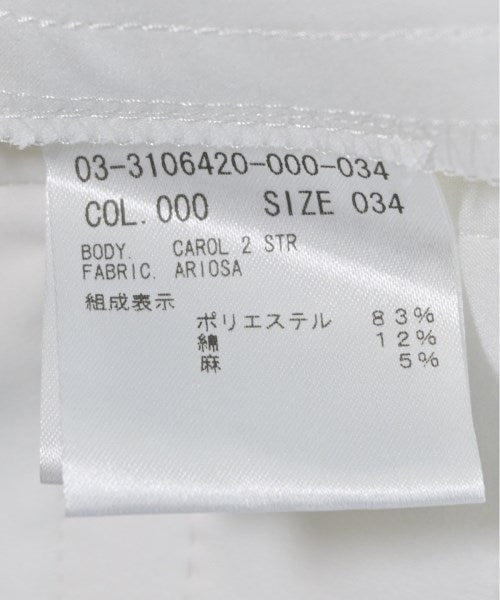 03-3106420-000-034
COL. 000 SIZE 034
BODY. CAROL 2 STR
FABRIC. ARIOSA
組成表示
ポリエステル 83%
綿 12%
麻 5%